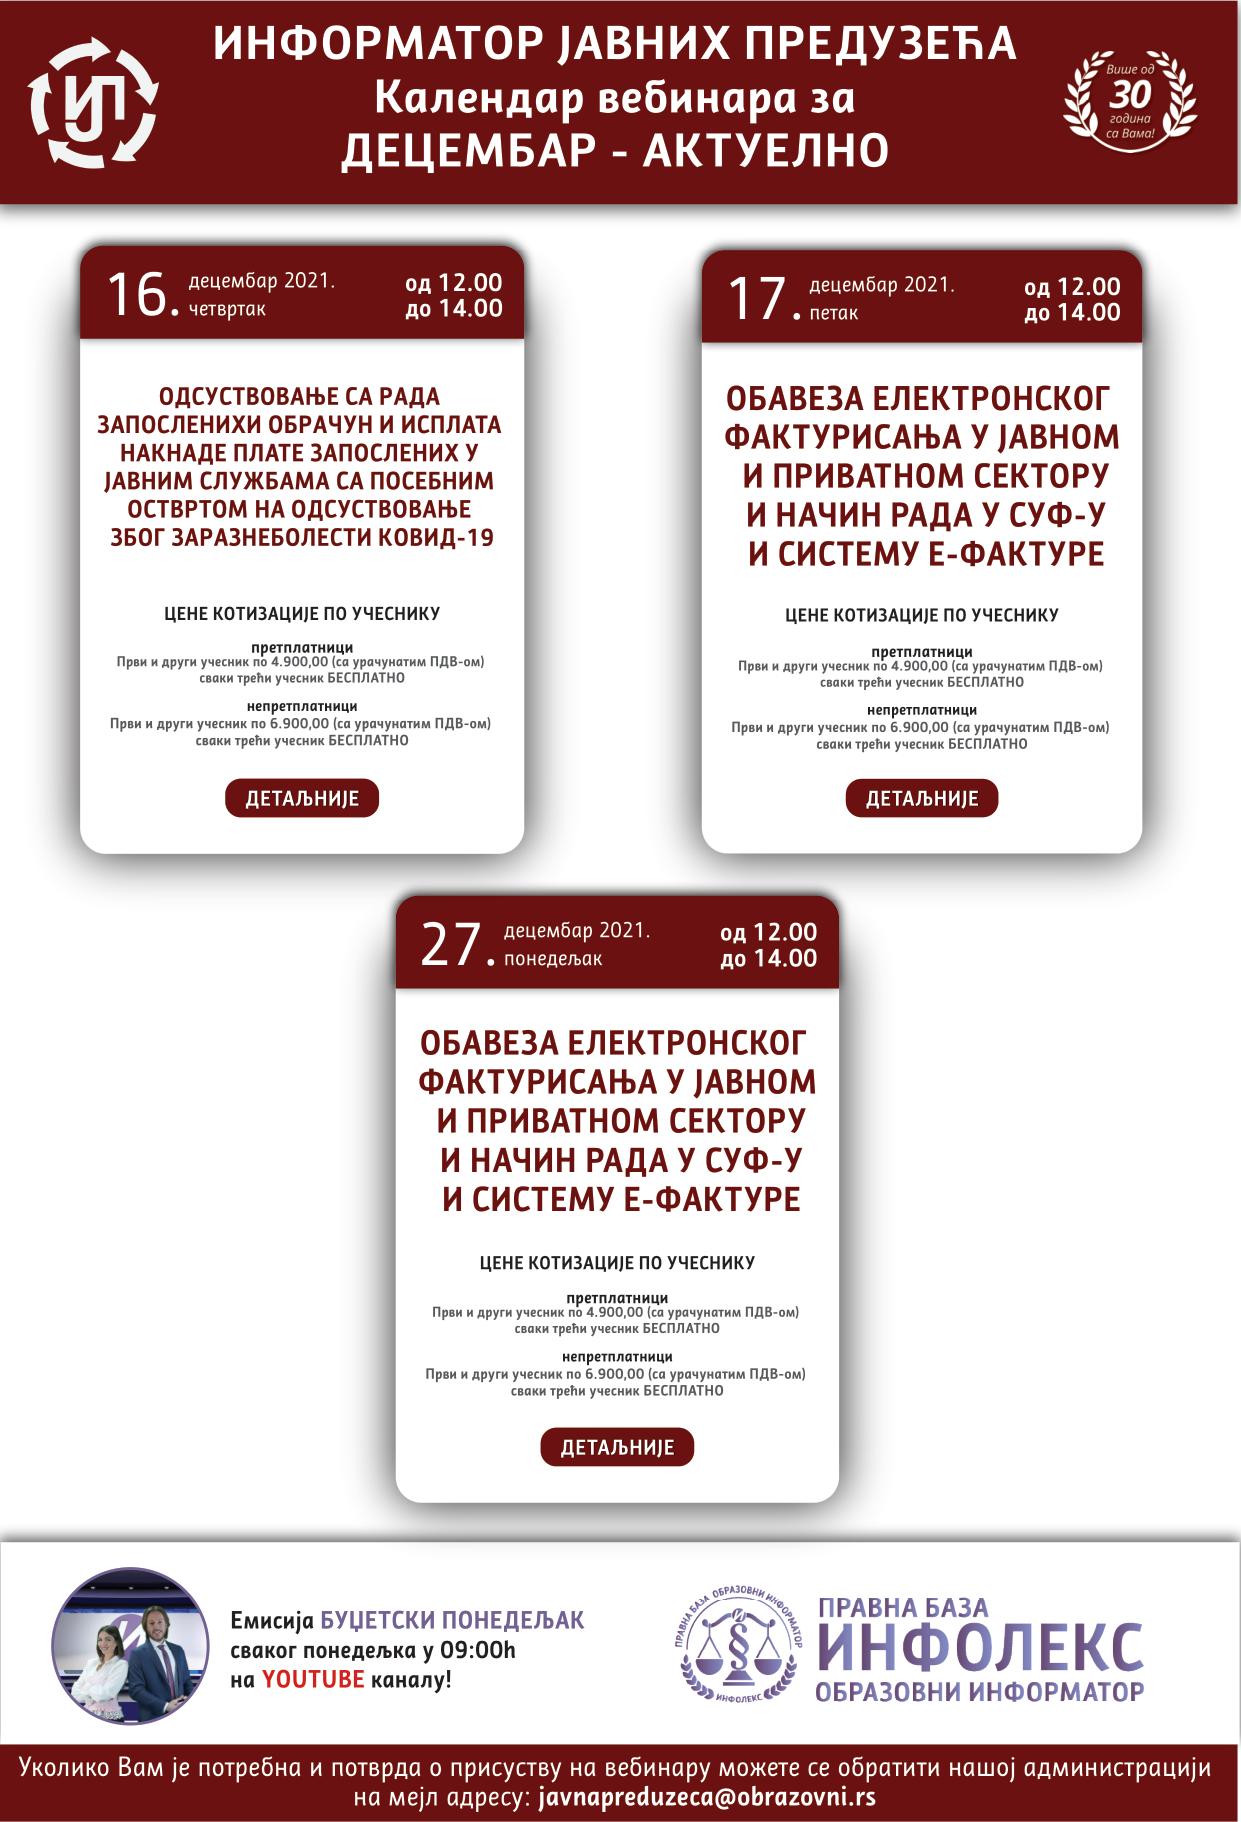 ИНФОРМАТОР ЈАВНИХ ПРЕДУЗЕЋА
Календар вебинара за
ДЕЦЕМБАР - АКТУЕЛНО
ИП
Више од
30
година
са Вама!
16. децембар 2021.
четвртак
од 12.00
до 14.00
ОДСУСТВОВАЊЕ СА РАДА
ЗАПОСЛЕНИХИ ОБРАЧУН И ИСПЛАТА
НАКНАДЕ ПЛАТЕ ЗАПОСЛЕНИХ У
ЈАВНИМ СЛУЖБАМА СА ПОСЕБНИМ
ОСТВРТОМ НА ОДСУСТВОВАЊЕ
ЗБОГ ЗАРАЗНЕБОЛЕСТИ КОВИД-19
ЦЕНЕ КОТИЗАЦИЈЕ ПО УЧЕСНИКУ
претплатници
Први и други учесник по 4.900,00 (са урачунатим ПДВ-ом)
сваки трећи учесник БЕСПЛАТНО
непретплатници
Први и други учесник по 6.900,00 (са урачунатим ПДВ-ом)
сваки трећи учесник БЕСПЛАТНО
ДЕТАЉНИЈЕ
17. децембар 2021.
петак
од 12.00
до 14.00
ОБАВЕЗА ЕЛЕКТРОНСКОГ
ФАКТУРИСАЊА У ЈАВНОМ
И ПРИВАТНОМ СЕКТОРУ
И НАЧИН РАДА У СУФ-У
И СИСТЕМУ Е-ФАКТУРЕ
ЦЕНЕ КОТИЗАЦИЈЕ ПО УЧЕСНИКУ
претплатници
Први и други учесник по 4.900,00 (са урачунатим ПДВ-ом)
сваки трећи учесник БЕСПЛАТНО
непретплатници
Први и други учесник по 6.900,00 (са урачунатим ПДВ-ом)
сваки трећи учесник БЕСПЛАТНО
ДЕТАЉНИЈЕ
27. децембар 2021.
понедељак
од 12.00
до 14.00
ОБАВЕЗА ЕЛЕКТРОНСКОГ
ФАКТУРИСАЊА У ЈАВНОМ
И ПРИВАТНОМ СЕКТОРУ
И НАЧИН РАДА У СУФ-У
И СИСТЕМУ Е-ФАКТУРЕ
ЦЕНЕ КОТИЗАЦИЈЕ ПО УЧЕСНИКУ
претплатници
Први и други учесник по 4.900,00 (са урачунатим ПДВ-ом)
сваки трећи учесник БЕСПЛАТНО
непретплатници
Први и други учесник по 6.900,00 (са урачунатим ПДВ-ом)
сваки трећи учесник БЕСПЛАТНО
ДЕТАЉНИЈЕ
Емисија БУЏЕТСКИ ПОНЕДЕЉАК
сваког понедељка у 09:00h
на YOUTUBE каналу!
ПРАВНА БАЗА ОБРАЗОВНИ ИНФОРМАТОР
И
§
ИНФОЛЕКС
ПРАВНА БАЗА
ИНФОЛЕКС
ОБРАЗОВНИ ИНФОРМАТОР
Уколико Вам је потребна и потврда о присуству на вебинару можете се обратити нашој администрацији
на мејл адресу: javnapreduzeca@obrazovni.rs